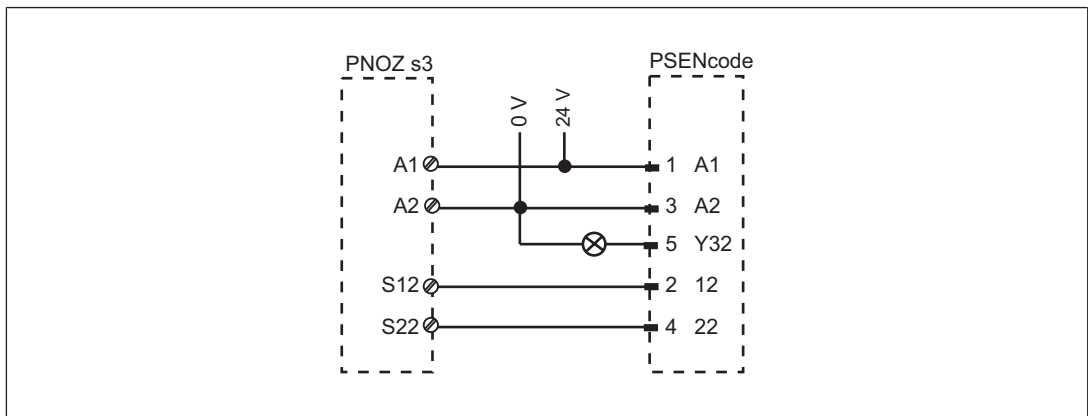 PNOZ s3
PSENcode
0 V
24 V
A1
1 A1
A2
3 A2
5 Y32
S12
2 12
S22
4 22